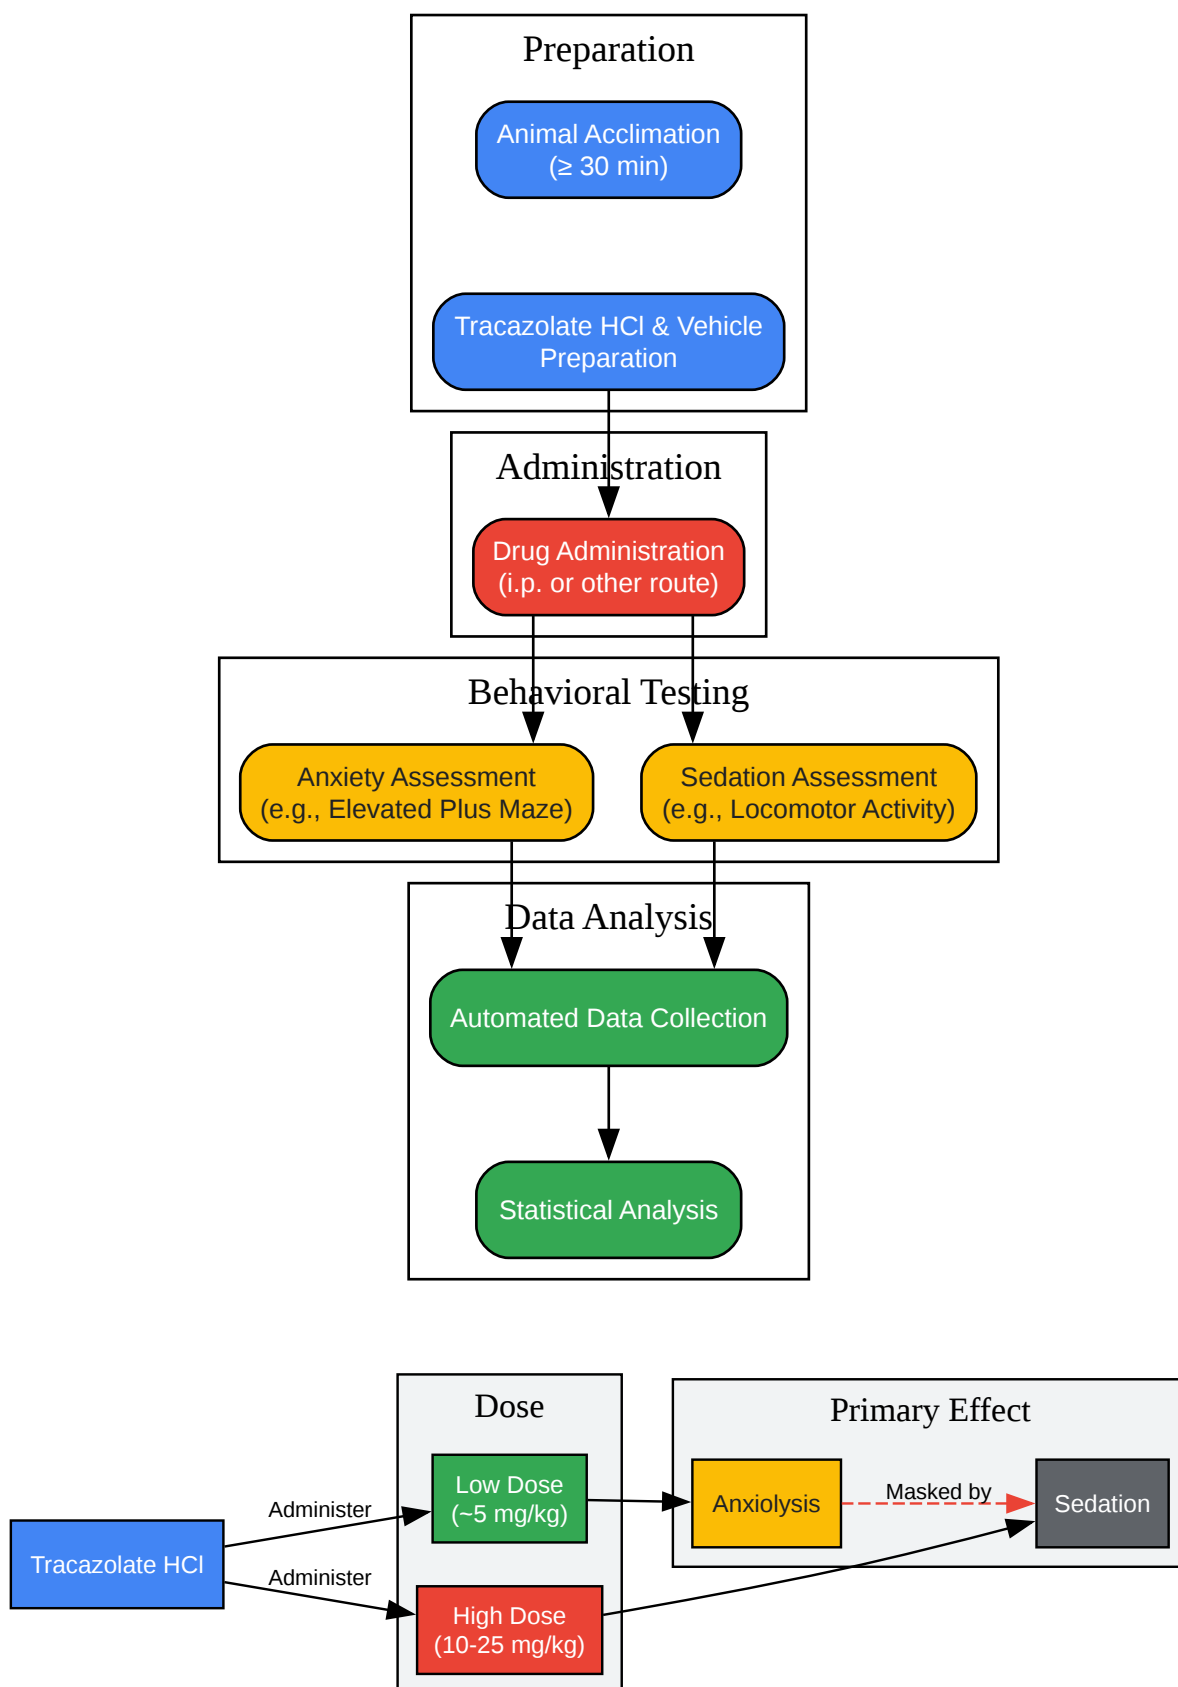 Preparation
Animal Acclimation
(≥ 30 min)
Tracazolate HCl & Vehicle
Preparation
Administration
Drug Administration
(i.p. or other route)
Behavioral Testing
Anxiety Assessment
(e.g., Elevated Plus Maze)
Sedation Assessment
(e.g., Locomotor Activity)
Data Analysis
Automated Data Collection
Statistical Analysis
Dose
Primary Effect
Low Dose
(~5 mg/kg)
Anxiolysis
Masked by
Sedation
Administer
Tracazolate HCl
Administer
High Dose
(10-25 mg/kg)